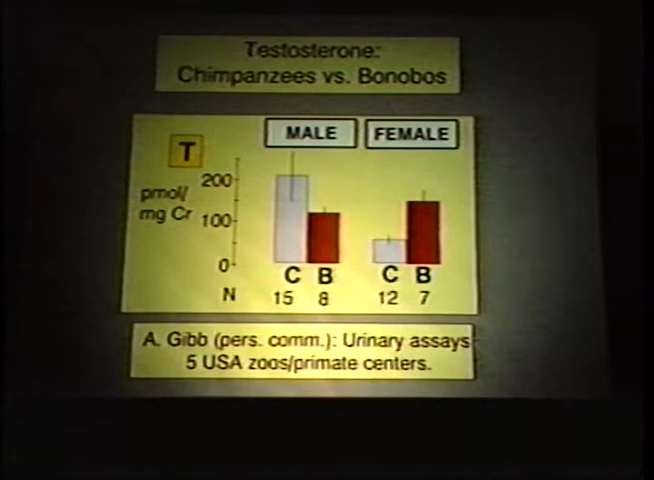 Testosterone:
Chimpanzees vs. Bonobos
MALE FEMALE
T
pmol/
mg Cr
200
100
0
C B C B
N 15 8 12 7
A. Gibb (pers. comm.): Urinary assays
5 USA zoos/primate centers.